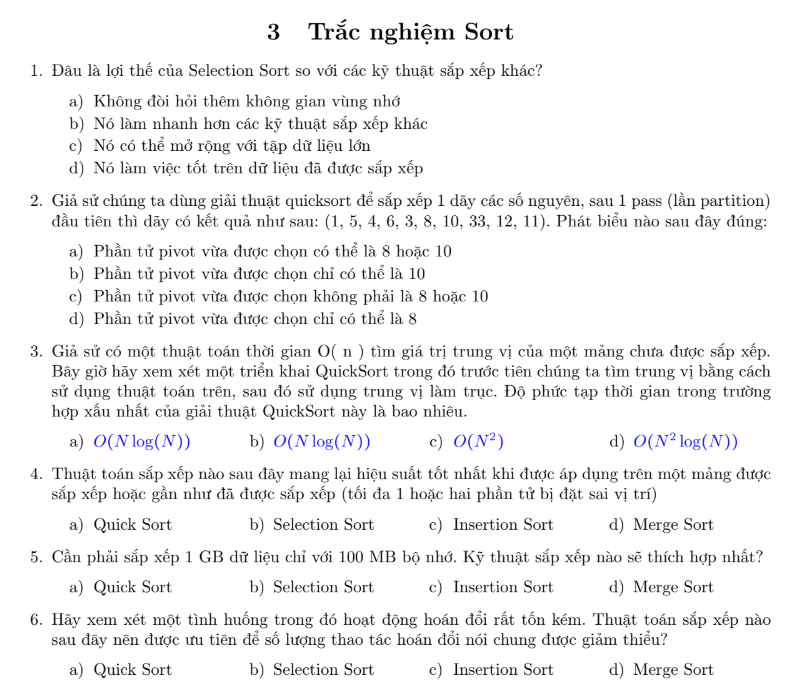 3 Trắc nghiệm Sort
1. Đâu là lợi thế của Selection Sort so với các kỹ thuật sắp xếp khác?
a) Không đòi hỏi thêm không gian vùng nhớ
b) Nó làm nhanh hơn các kỹ thuật sắp xếp khác
c) Nó có thể mở rộng với tập dữ liệu lớn
d) Nó làm việc tốt trên dữ liệu đã được sắp xếp
2. Giả sử chúng ta dùng giải thuật quicksort để sắp xếp 1 dãy các số nguyên, sau 1 pass (lần partition)
đầu tiên thì dãy có kết quả như sau: (1, 5, 4, 6, 3, 8, 10, 33, 12, 11). Phát biểu nào sau đây đúng:
a) Phần tử pivot vừa được chọn có thể là 8 hoặc 10
b) Phần tử pivot vừa được chọn chỉ có thể là 10
c) Phần tử pivot vừa được chọn không phải là 8 hoặc 10
d) Phần tử pivot vừa được chọn chỉ có thể là 8
3. Giả sử có một thuật toán thời gian O( n ) tìm giá trị trung vị của một mảng chưa được sắp xếp.
Bây giờ hãy xem xét một triển khai QuickSort trong đó trước tiên chúng ta tìm trung vị bằng cách
sử dụng thuật toán trên, sau đó sử dụng trung vị làm trục. Độ phức tạp thời gian trong trường
hợp xấu nhất của giải thuật QuickSort này là bao nhiêu.
a) O(N log(N)) b) O(N log(N)) c) O(N²) d) O(N² log(N))
4. Thuật toán sắp xếp nào sau đây mang lại hiệu suất tốt nhất khi được áp dụng trên một mảng được
sắp xếp hoặc gần như đã được sắp xếp (tối đa 1 hoặc hai phần tử bị đặt sai vị trí)
a) Quick Sort b) Selection Sort c) Insertion Sort d) Merge Sort
5. Cần phải sắp xếp 1 GB dữ liệu chỉ với 100 MB bộ nhớ. Kỹ thuật sắp xếp nào sẽ thích hợp nhất?
a) Quick Sort b) Selection Sort c) Insertion Sort d) Merge Sort
6. Hãy xem xét một tình huống trong đó hoạt động hoán đổi rất tốn kém. Thuật toán sắp xếp nào
sau đây nên được ưu tiên để số lượng thao tác hoán đổi nói chung được giảm thiểu?
a) Quick Sort b) Selection Sort c) Insertion Sort d) Merge Sort